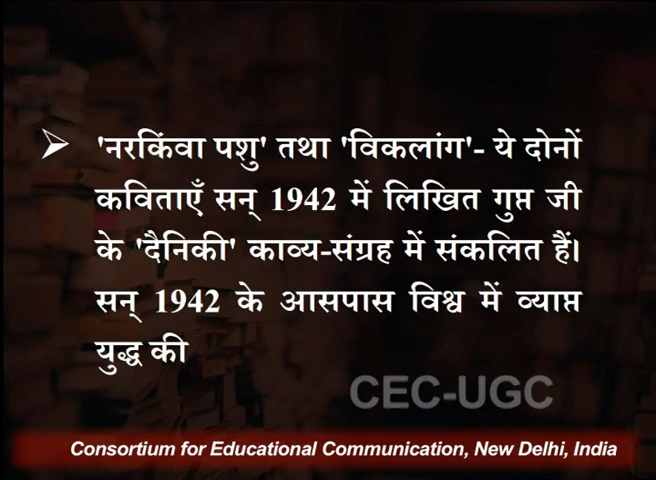 'नरकिंवा पशु' तथा 'विकलांग'- ये दोनों
कविताएँ सन् 1942 में लिखित गुप्त जी
के 'दैनिकी' काव्य-संग्रह में संकलित हैं।
सन् 1942 के आसपास विश्व में व्याप्त
युद्ध की
CEC-UGC
Consortium for Educational Communication, New Delhi, India